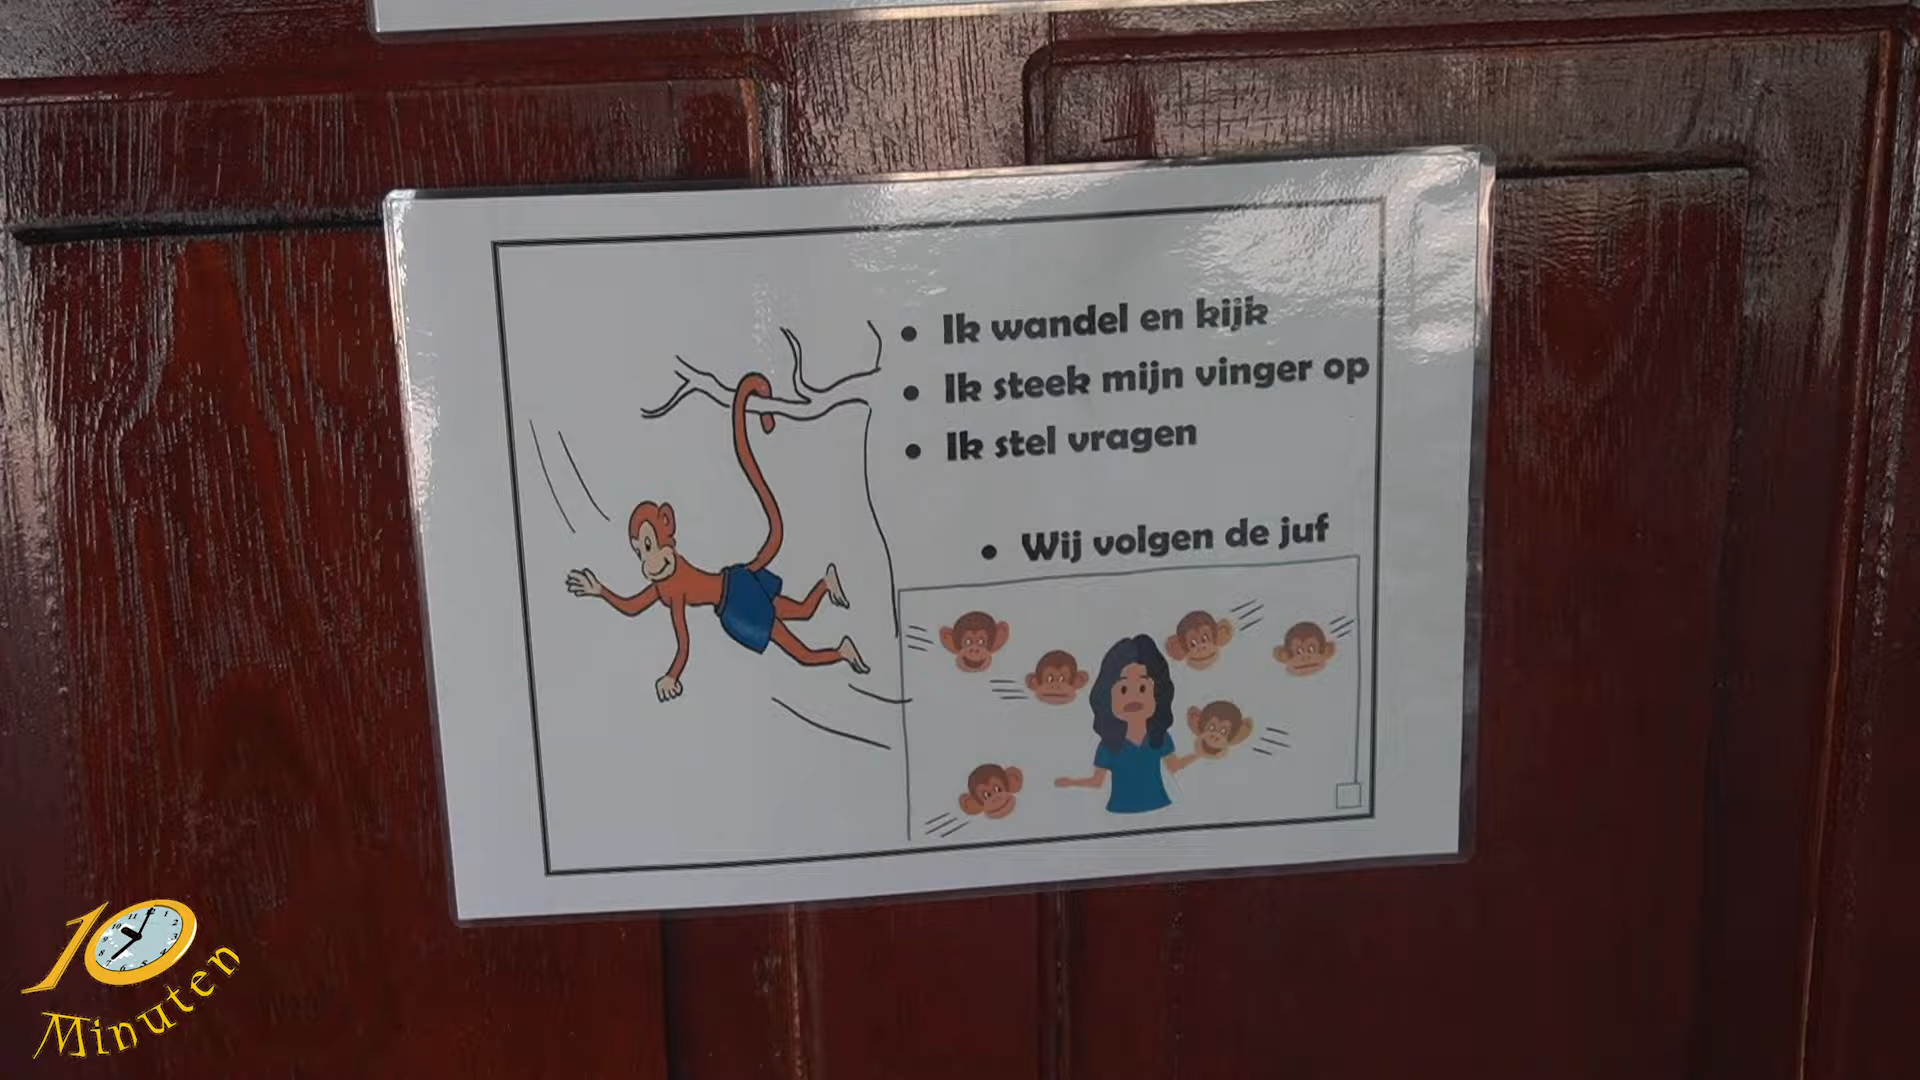 Ik wandel en kijk
Ik steek mijn vinger op
Ik stel vragen
Wij volgen de juf
10
Minuten